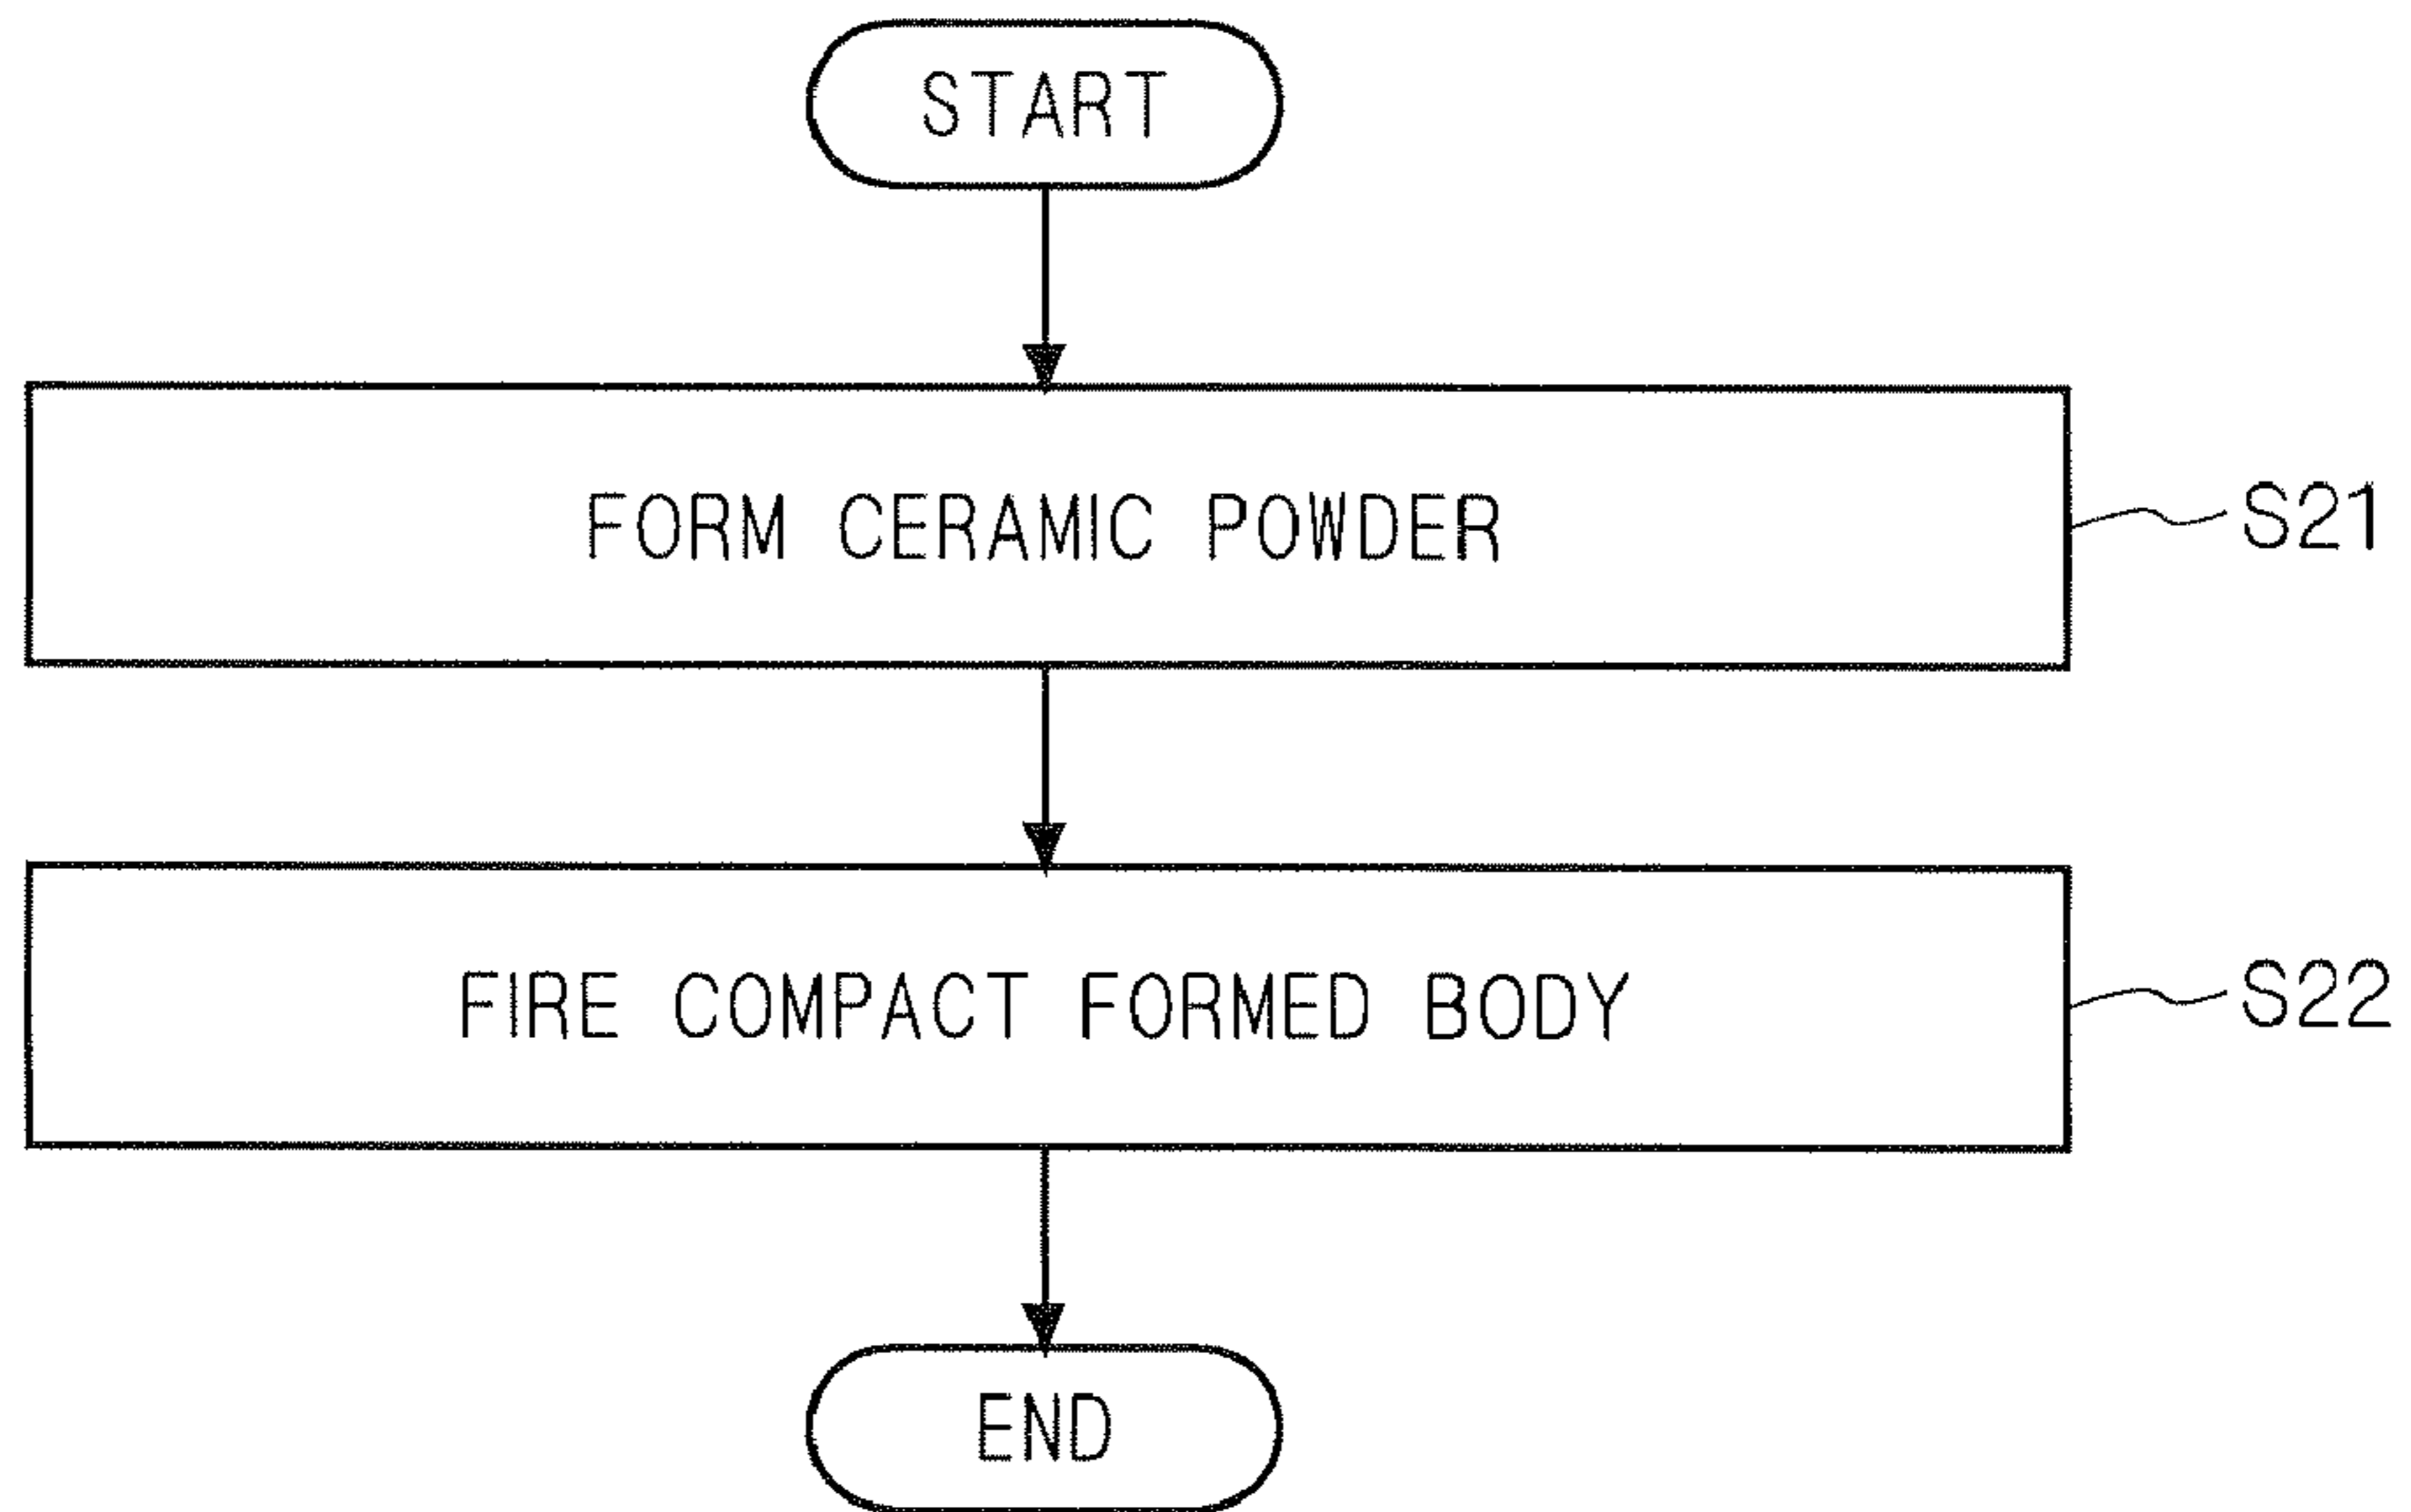 START
FORM CERAMIC POWDER
S21
FIRE COMPACT FORMED BODY
S22
END